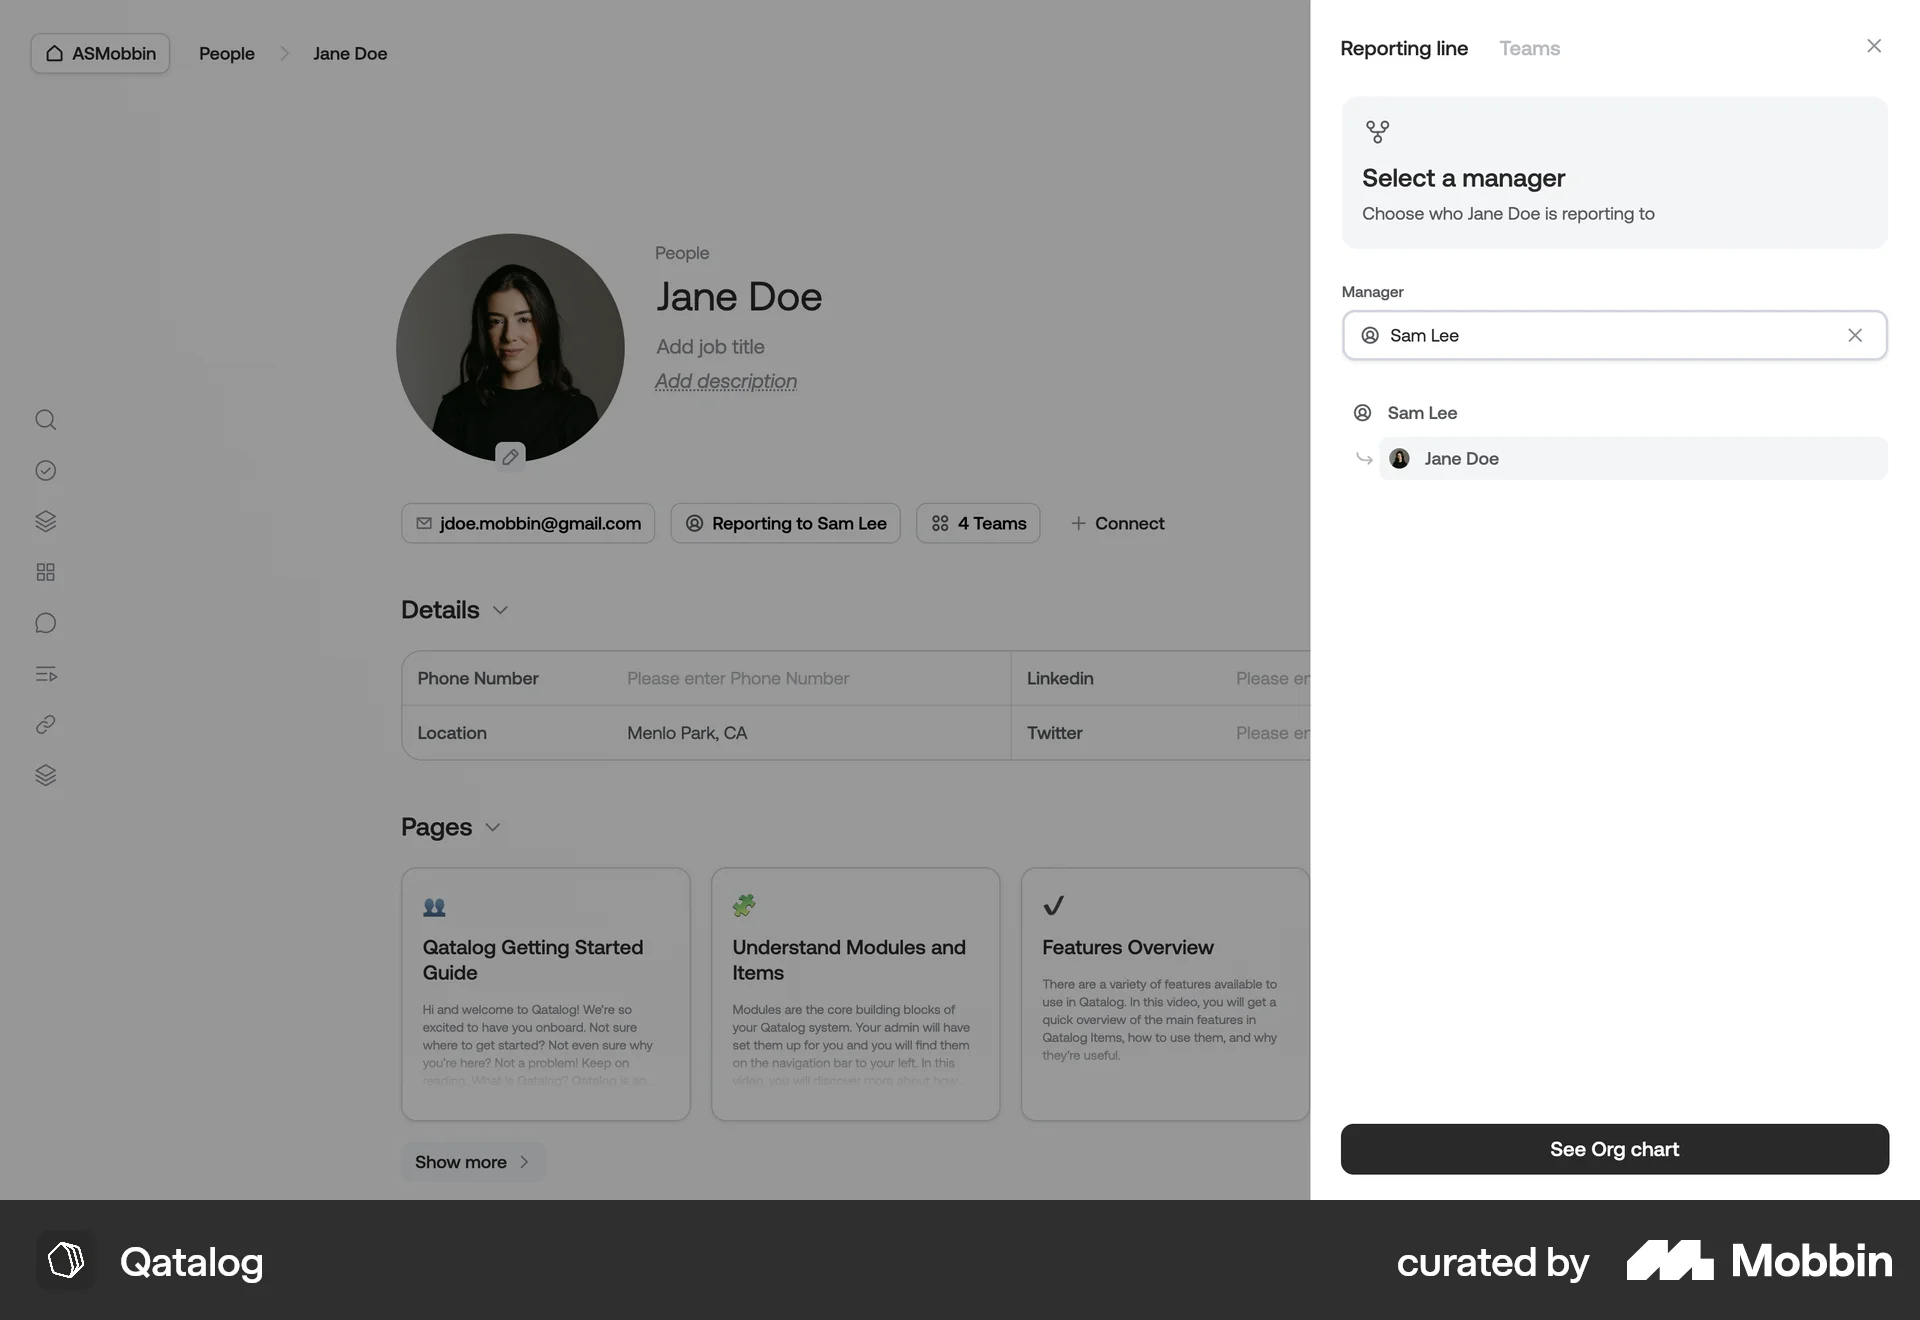 ASMobbin
People
Jane Doe
People
Jane Doe
Add job title
Add description
jdoe.mobbin@gmail.com
Reporting to Sam Lee
4 Teams
Connect
Details
Phone Number
Please enter Phone Number
Linkedin
Please er
Location
Menlo Park, CA
Twitter
Please er
Pages
Qatalog Getting Started
Guide
Hi and welcome to Qatalog! We're so
excited to have you onboard. Not sure
where to get started? Not even sure why
you're here? Not a problem! Keep on
reading. What is Qatalog? Qatalog is an...
Understand Modules and
Items
Modules are the core building blocks of
your Qatalog system. Your admin will have
set them up for you and you will find them
on the navigation bar to your left. In this
video, you will discover more about how...
Features Overview
There are a variety of features available to
use in Qatalog. In this video, you will get a
quick overview of the main features in
Qatalog Items, how to use them, and why
they're useful.
Show more
Reporting line
Teams
Select a manager
Choose who Jane Doe is reporting to
Manager
Sam Lee
Sam Lee
Jane Doe
See Org chart
Qatalog
curated by
Mobbin